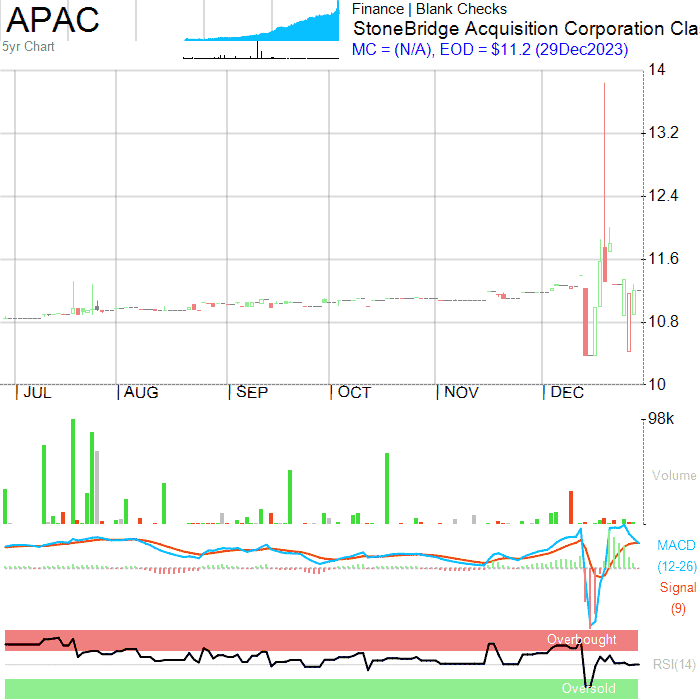 APAC
5yr Chart
Finance | Blank Checks
StoneBridge Acquisition Corporation Cla
MC = (N/A), EOD = $11.2 (29Dec2023)
14
13.2
12.4
11.6
10.8
10
JUL AUG SEP OCT NOV DEC
98k
Volume
MACD
(12-26)
Signal
(9)
Overbought
RSI(14)
Oversold